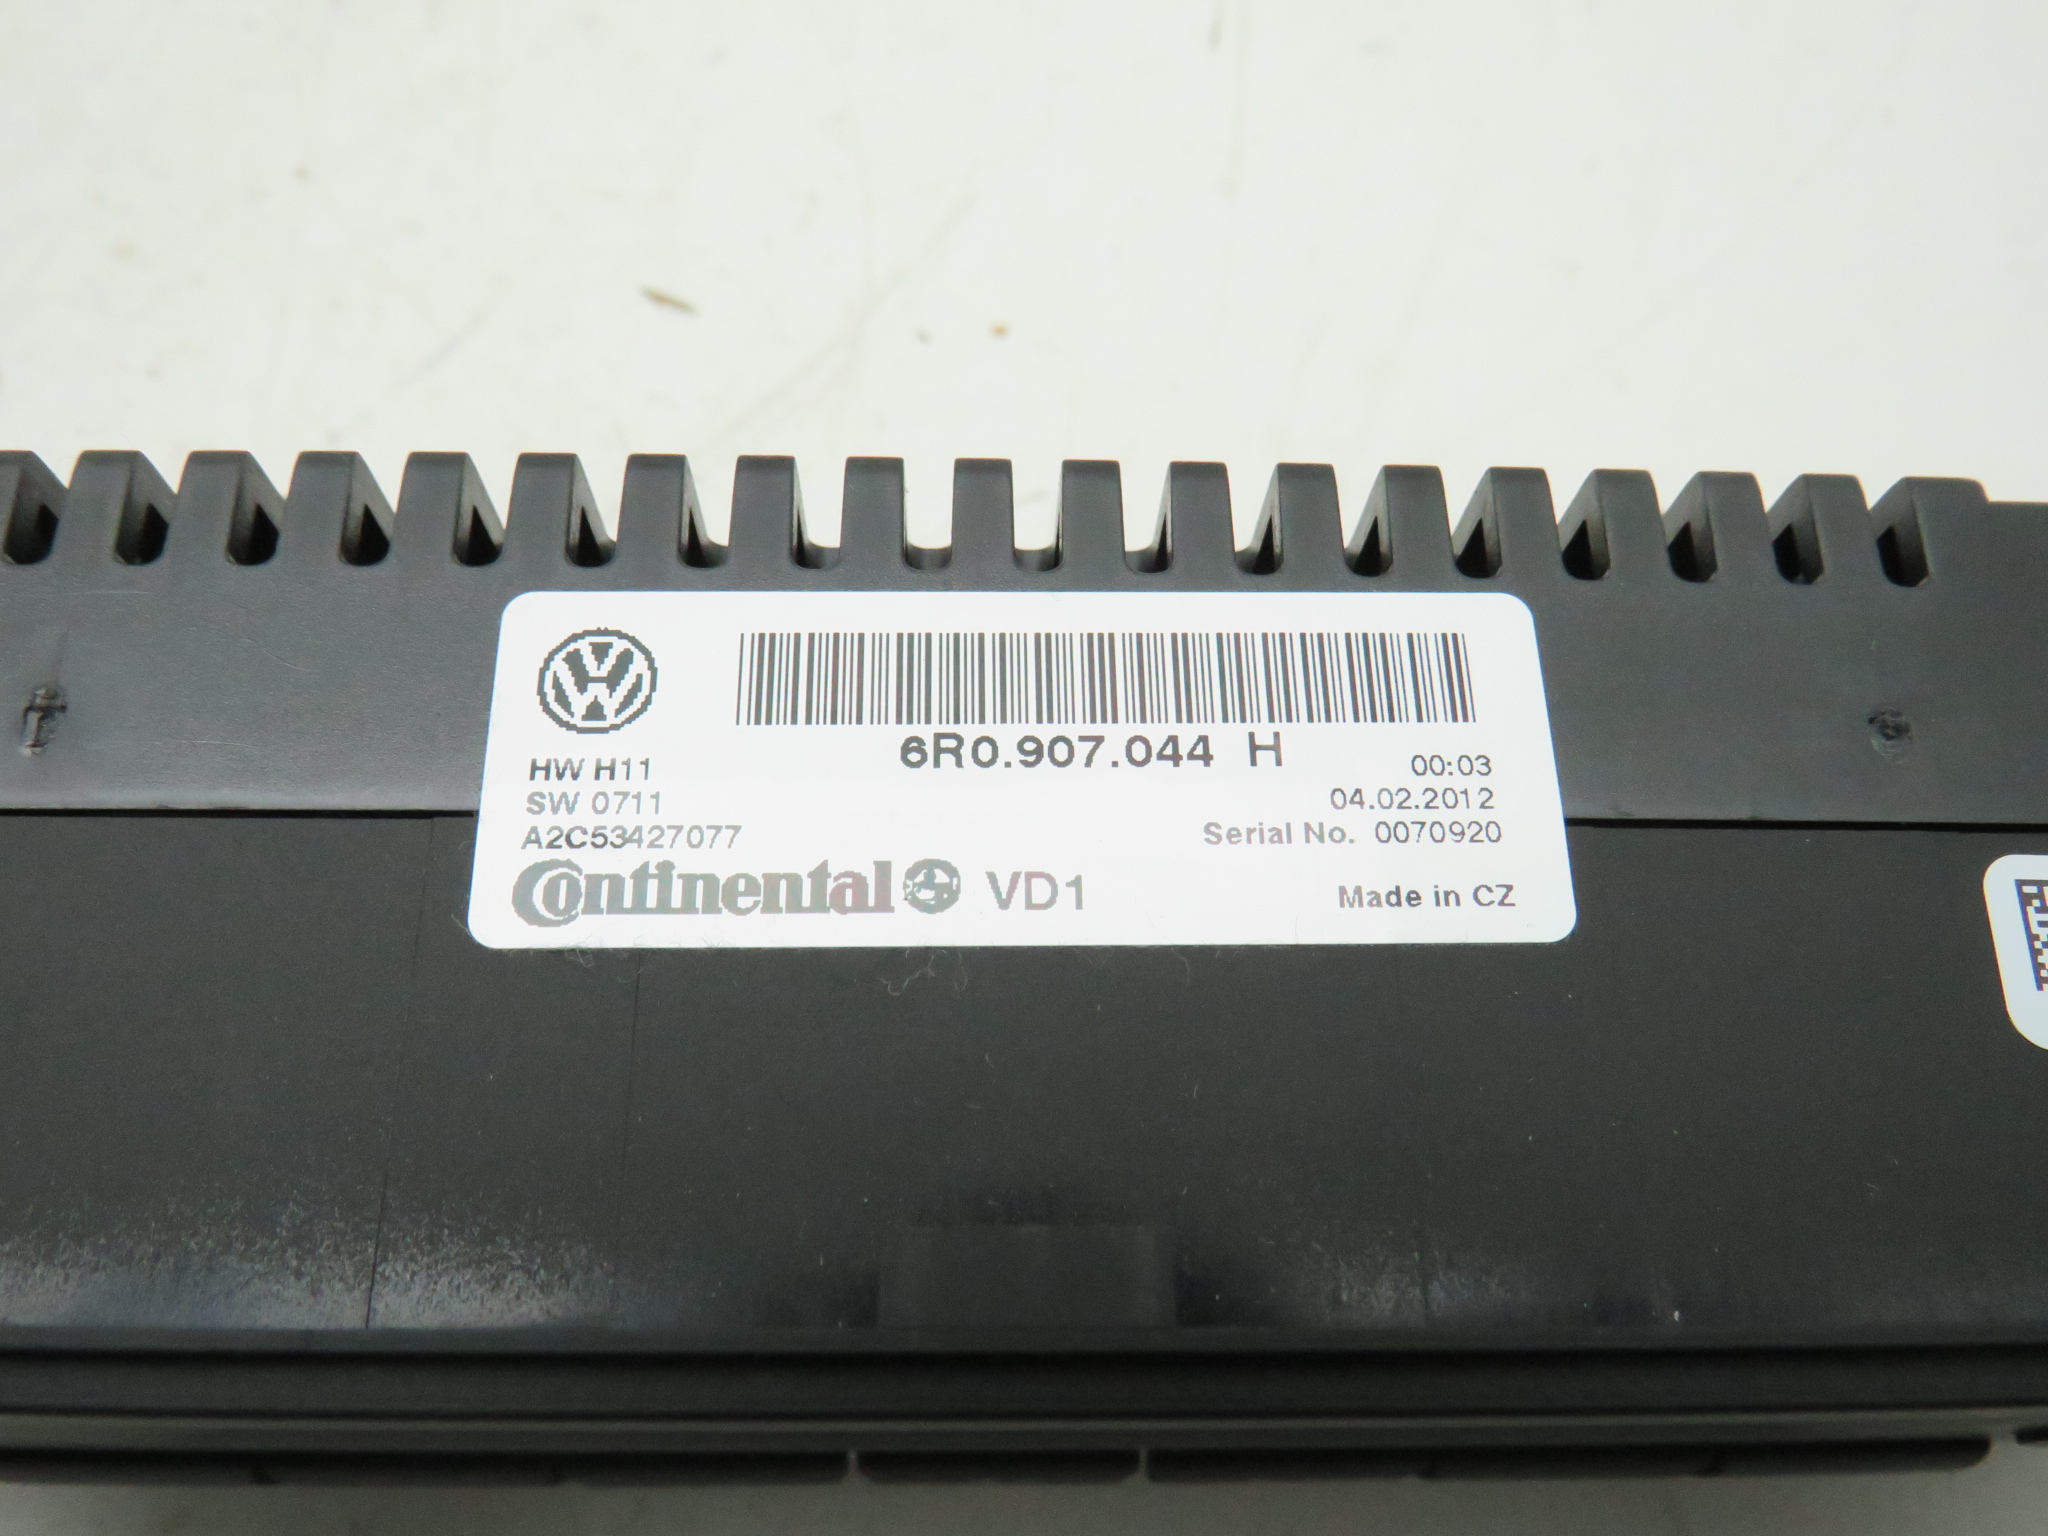 6R0.907.044 H
HW H11 00:03
SW 0711 04.02.2012
A2C53427077 Serial No. 0070920
Continental VD1 Made in CZ